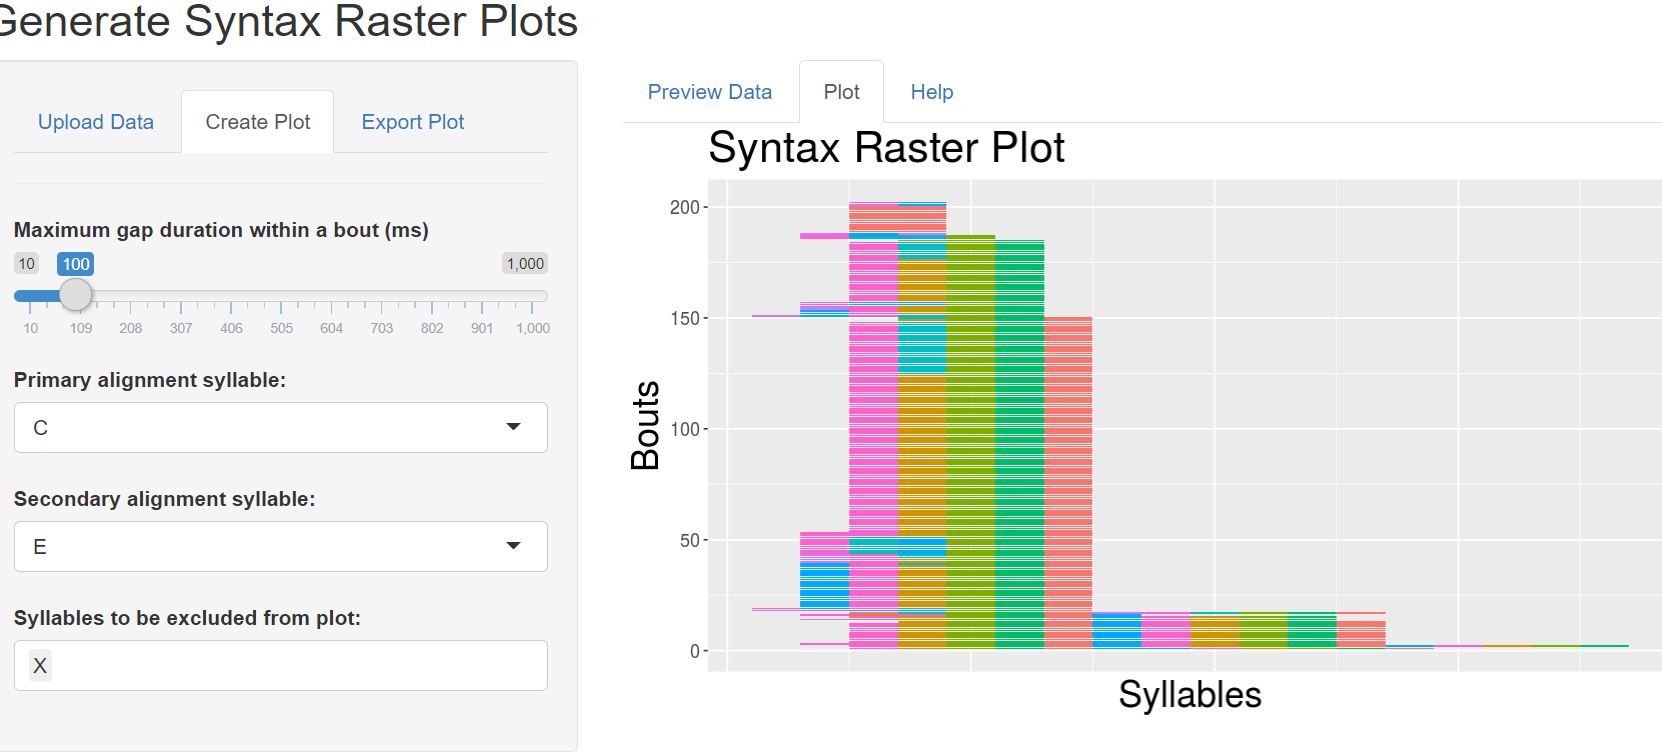 Generate Syntax Raster Plots
Upload Data Create Plot Export Plot
Maximum gap duration within a bout (ms)
10 100 1,000
10 109 208 307 406 505 604 703 802 901 1,000
Primary alignment syllable:
C
Secondary alignment syllable:
E
Syllables to be excluded from plot:
X
Preview Data Plot Help
Syntax Raster Plot
Bouts
200
150
100
50
0
Syllables